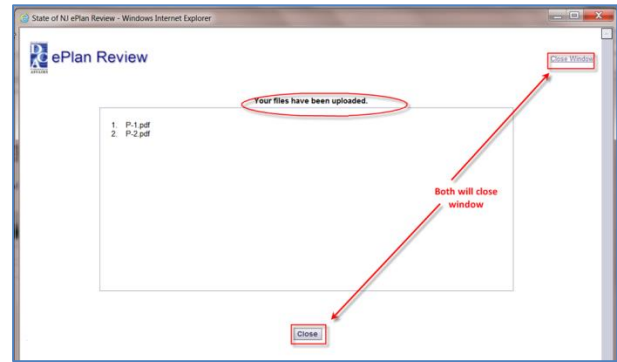 State of NJ ePlan Review - Windows Internet Explorer
ePlan Review
Close Window
Your files have been uploaded.
1. P-1.pdf
2. P-2.pdf
Both will close
window
Close